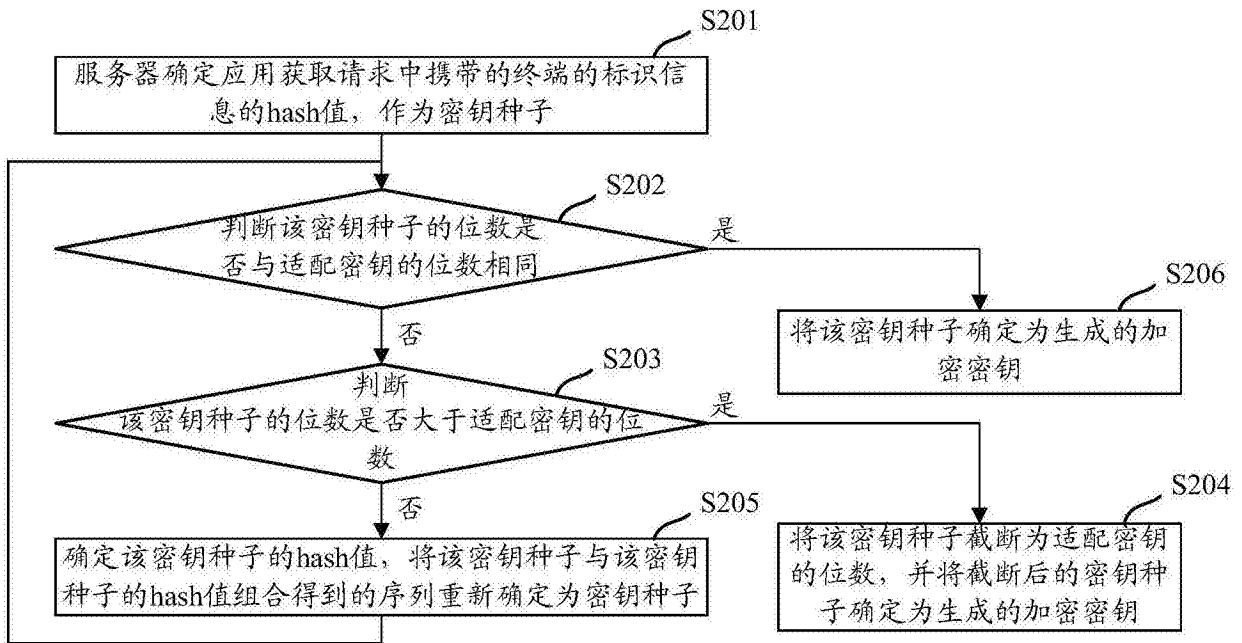 S201
服务器确定应用获取请求中携带的终端的标识信
息的hash值，作为密钥种子
S202
判断该密钥种子的位数是
否与适配密钥的位数相同
是
S206
将该密钥种子确定为生成的加
密密钥
否
S203
判断
该密钥种子的位数是否大于适配密钥的位
数
是
S204
将该密钥种子截断为适配密钥
的位数，并将截断后的密钥种
子确定为生成的加密密钥
否
S205
确定该密钥种子的hash值，将该密钥种子与该密钥
种子的hash值组合得到的序列重新确定为密钥种子